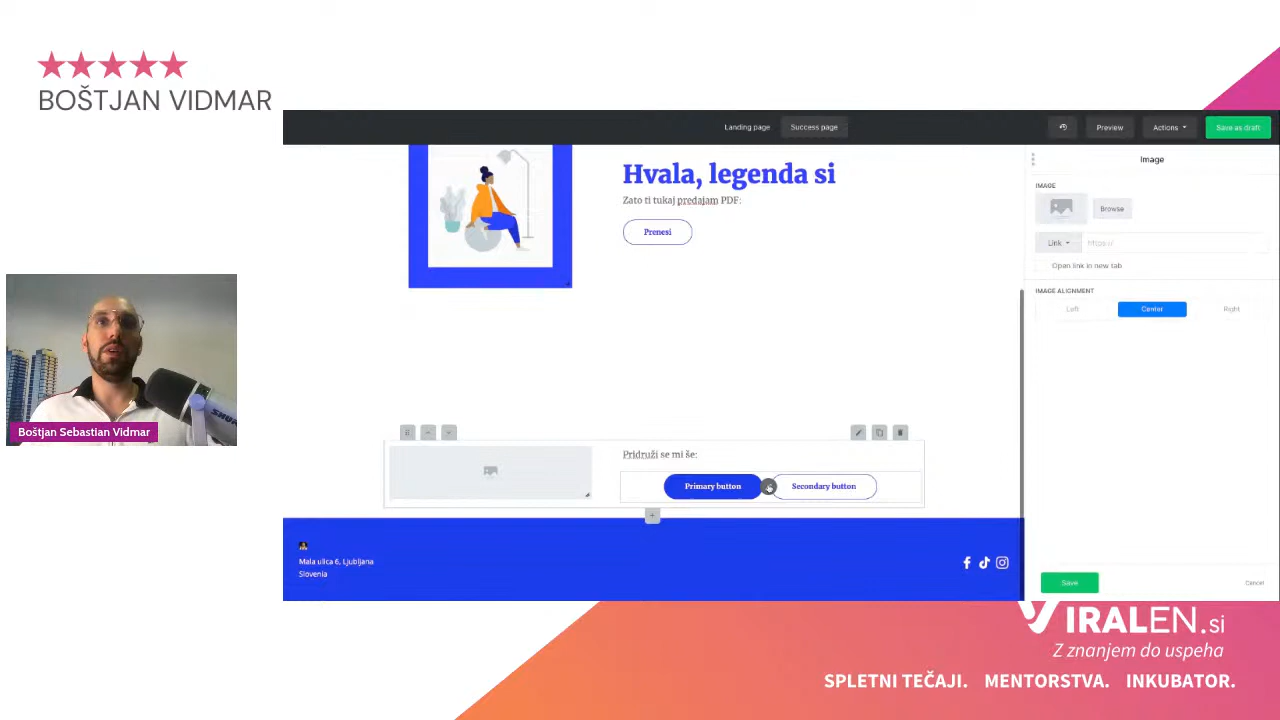 BOŠTJAN VIDMAR
Landing page
Success page
Preview
Actions
Save as draft
Hvala, legenda si
Zato ti tukaj predajam PDF:
Prenesi
Image
IMAGE
Browse
Link
https://
Open link in new tab
IMAGE ALIGNMENT
Left
Center
Right
Boštjan Sebastian Vidmar
Pridruži se mi še:
Primary button
Secondary button
Mala ulica 6, Ljubljana
Slovenia
Save
Cancel
VIRALEN.si
Z znanjem do uspeha
SPLETNI TEČAJI. MENTORSTVA. INKUBATOR.